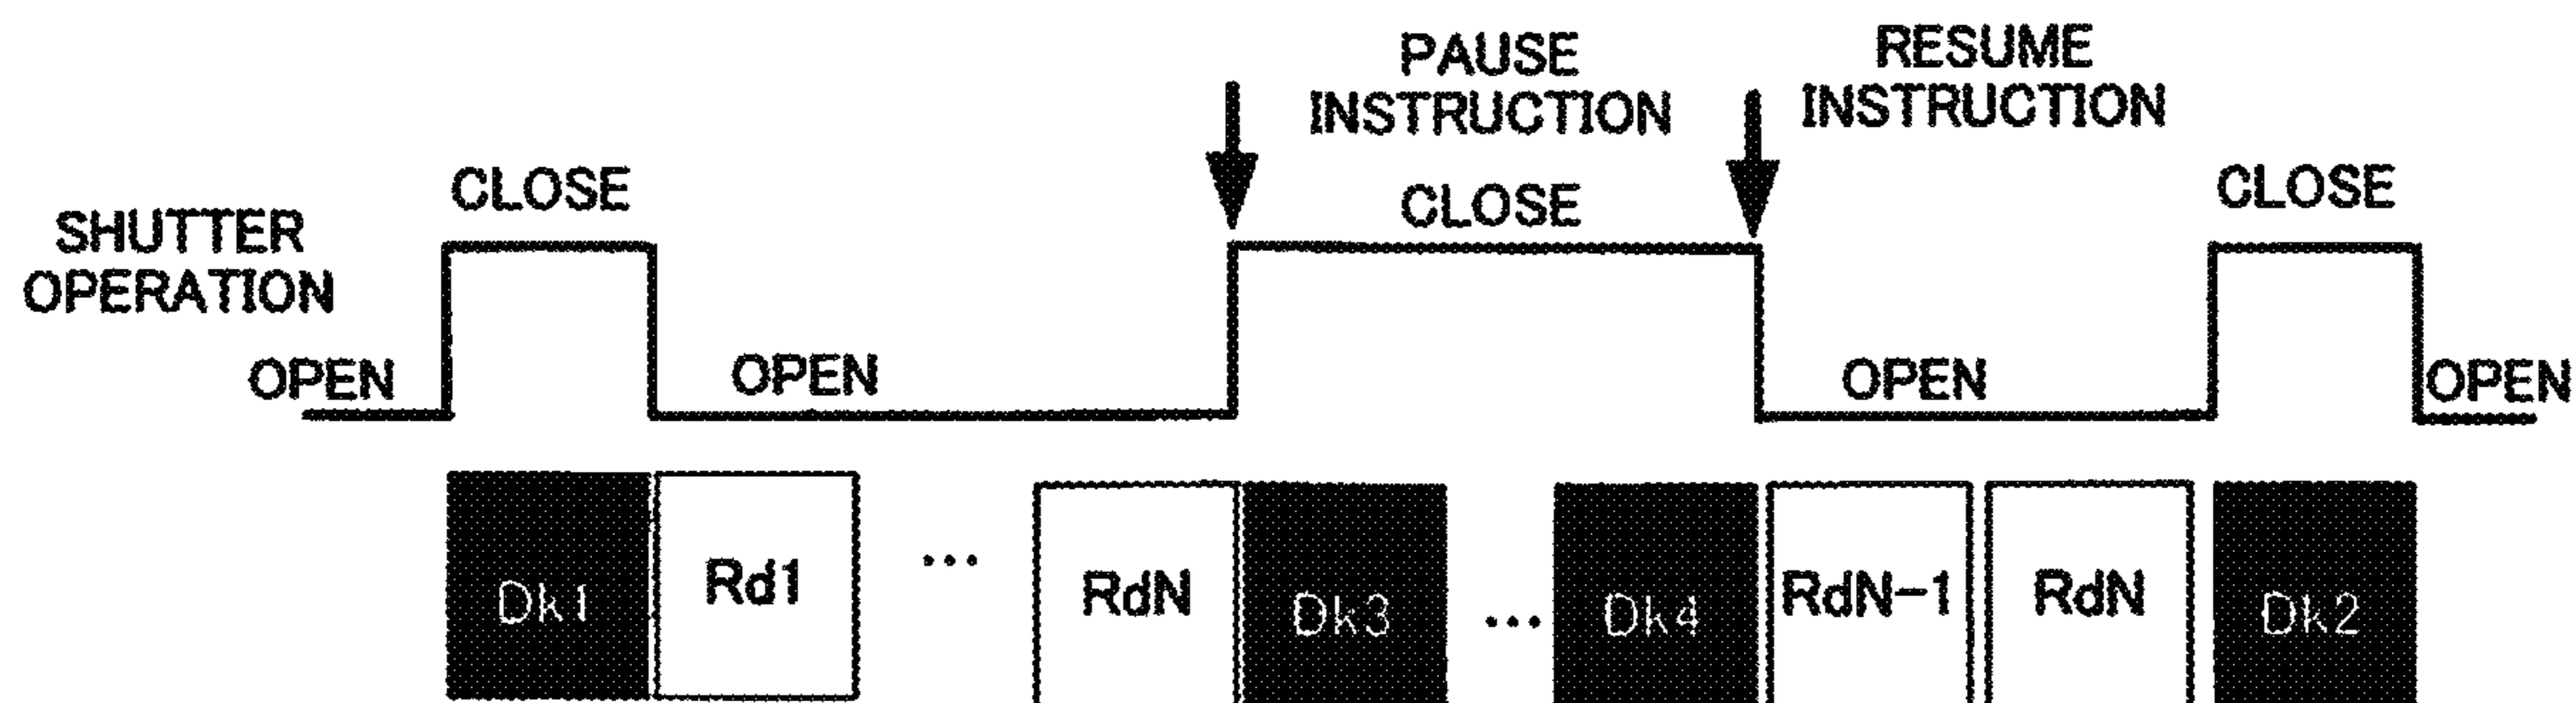 PAUSE
INSTRUCTION
RESUME
INSTRUCTION
CLOSE
CLOSE
CLOSE
SHUTTER
OPERATION
OPEN
OPEN
OPEN
OPEN
Dk1
Rd1
...
RdN
Dk3
...
Dk4
RdN-1
RdN
Dk2